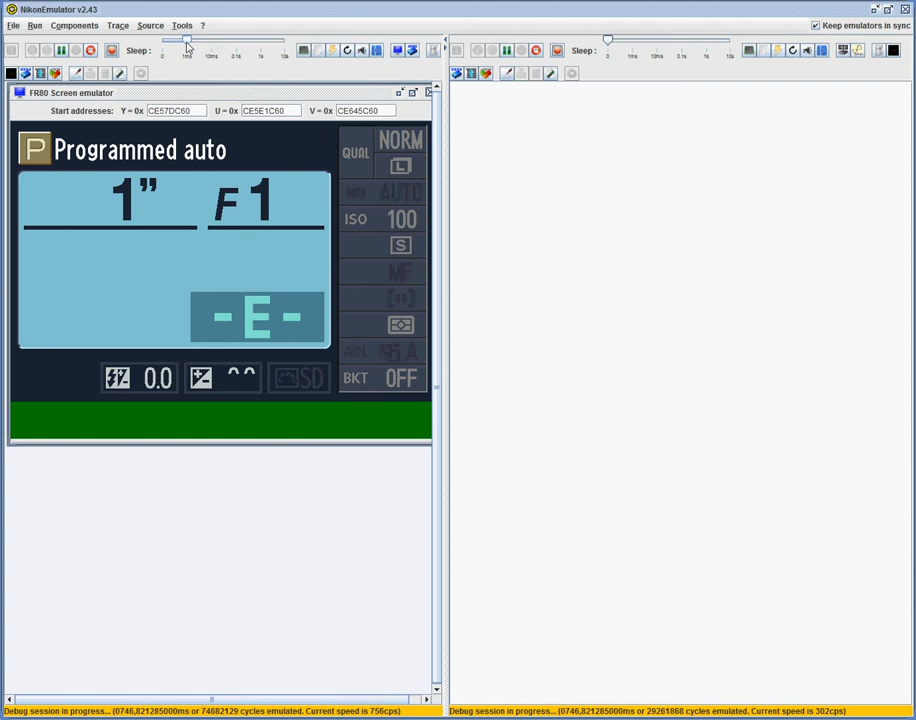 NikonEmulator v2.43
File Run Components Trace Source Tools ?
Keep emulators in sync
Sleep : 0 1ms 10ms 0.1s 1s 10s
Sleep : 0 1ms 10ms 0.1s 1s 10s
FR80 Screen emulator
Start addresses: Y = 0x CE57DC60 U = 0x CE5E1C60 V = 0x CE645C60
P Programmed auto
QUAL NORM
L
1” F 1
AUTO
ISO 100
S
MF
- E -
0.0
SD
BKT OFF
Debug session in progress... (0746,821285000ms or 74682129 cycles emulated. Current speed is 756cps)
Debug session in progress... (0746,821285000ms or 29261868 cycles emulated. Current speed is 302cps)